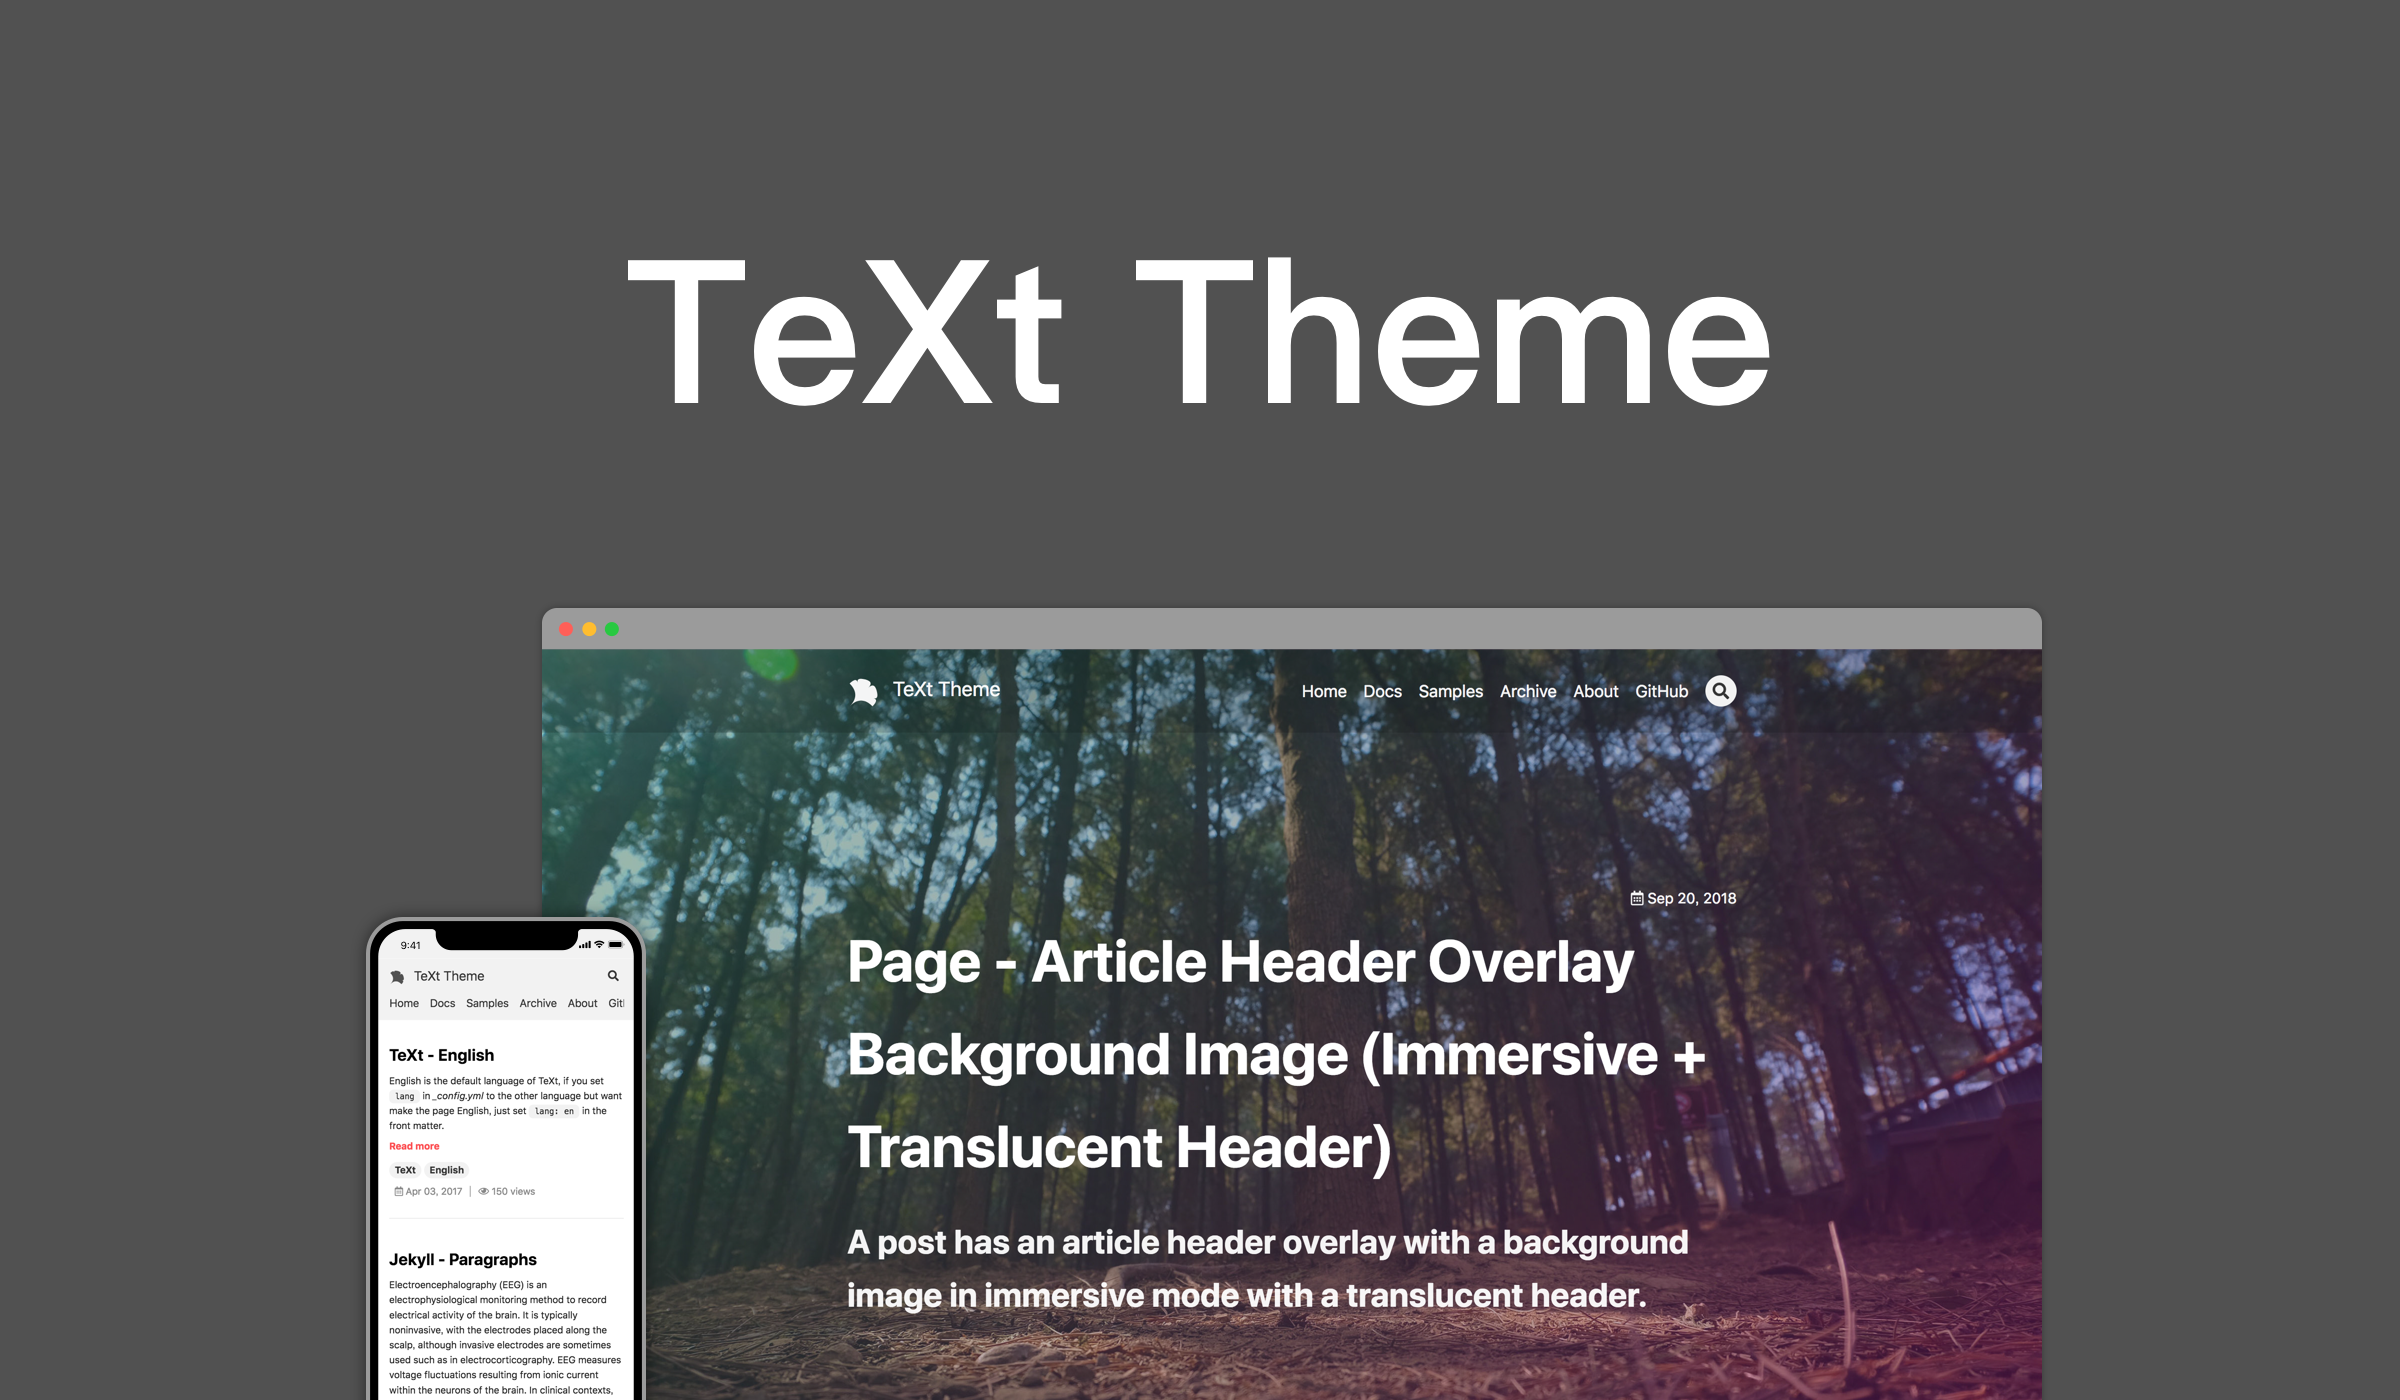 TeXt Theme
TeXt Theme
Home Docs Samples Archive About GitHub
Sep 20, 2018
Page - Article Header Overlay
Background Image (Immersive +
Translucent Header)
A post has an article header overlay with a background
image in immersive mode with a translucent header.
9:41
TeXt Theme
Home Docs Samples Archive About
TeXt - English
English is the default language of TeXt, if you set
lang in _config.yml to the other language but want
make the page English, just set lang: en in the
front matter.
Read more
TeXt English
Apr 03, 2017 | 150 views
Jekyll - Paragraphs
Electroencephalography (EEG) is an
electrophysiological monitoring method to record
electrical activity of the brain. It is typically
noninvasive, with the electrodes placed along the
scalp, although invasive electrodes are sometimes
used such as in electrocorticography. EEG measures
voltage fluctuations resulting from ionic current
within the neurons of the brain. In clinical contexts,